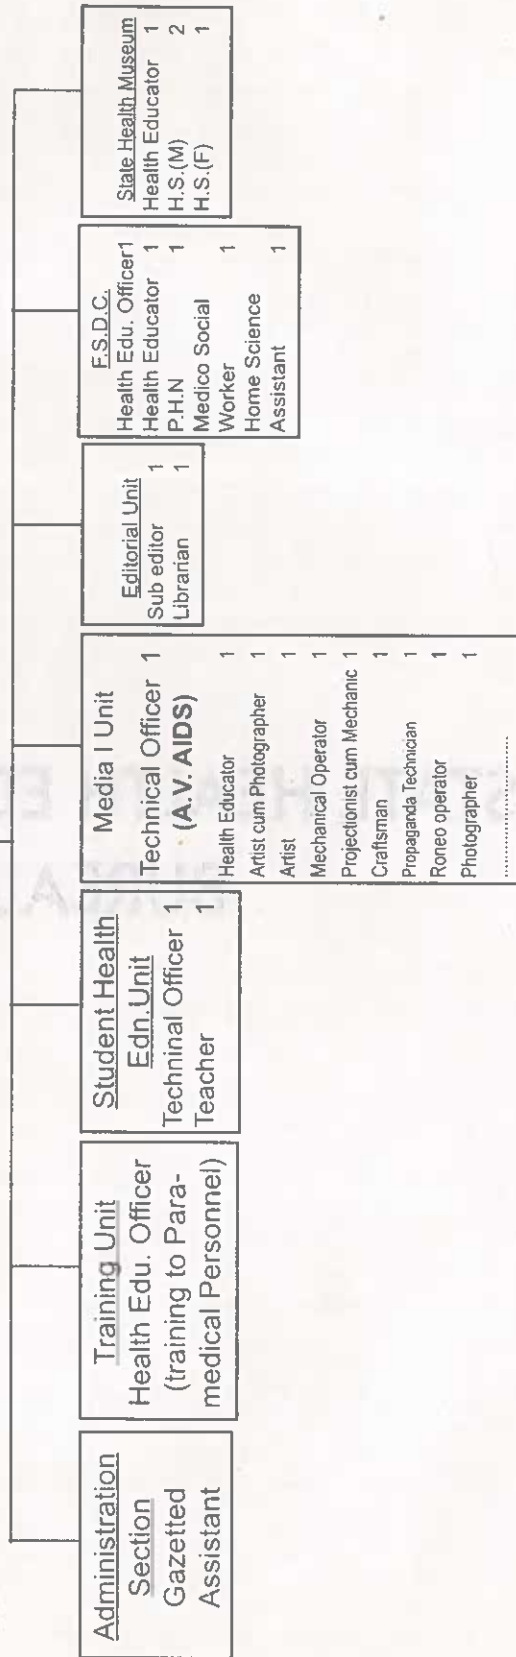 Administration
Section
Gazetted
Assistant
Training Unit
Health Edu. Officer
(training to Para-
medical Personnel)
Student Health
Edn.Unit
Techninal Officer 1
Teacher 1
Media I Unit
Technical Officer 1
(A.V. AIDS)
Health Educator 1
Artist cum Photographer 1
Artist 1
Mechanical Operator 1
Projectionist cum Mechanic 1
Craftsman 1
Propaganda Technician 1
Roneo operator 1
Photographer 1
..........................
Editorial Unit
Sub editor 1
Librarian 1
F.S.D.C.
Health Edu. Officer1
Health Educator 1
P.H.N 1
Medico Social
Worker 1
Home Science
Assistant 1
State Health Museum
Health Educator 1
H.S.(M) 2
H.S.(F) 1